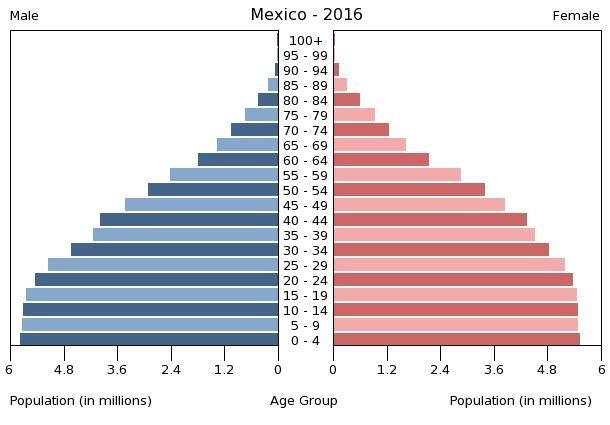 Mexico - 2016
Male
Female
100+
95 - 99
90 - 94
85 - 89
80 - 84
75 - 79
70 - 74
65 - 69
60 - 64
55 - 59
50 - 54
45 - 49
40 - 44
35 - 39
30 - 34
25 - 29
20 - 24
15 - 19
10 - 14
5 - 9
0 - 4
6 4.8 3.6 2.4 1.2 0 0 1.2 2.4 3.6 4.8 6
Population (in millions) Age Group Population (in millions)